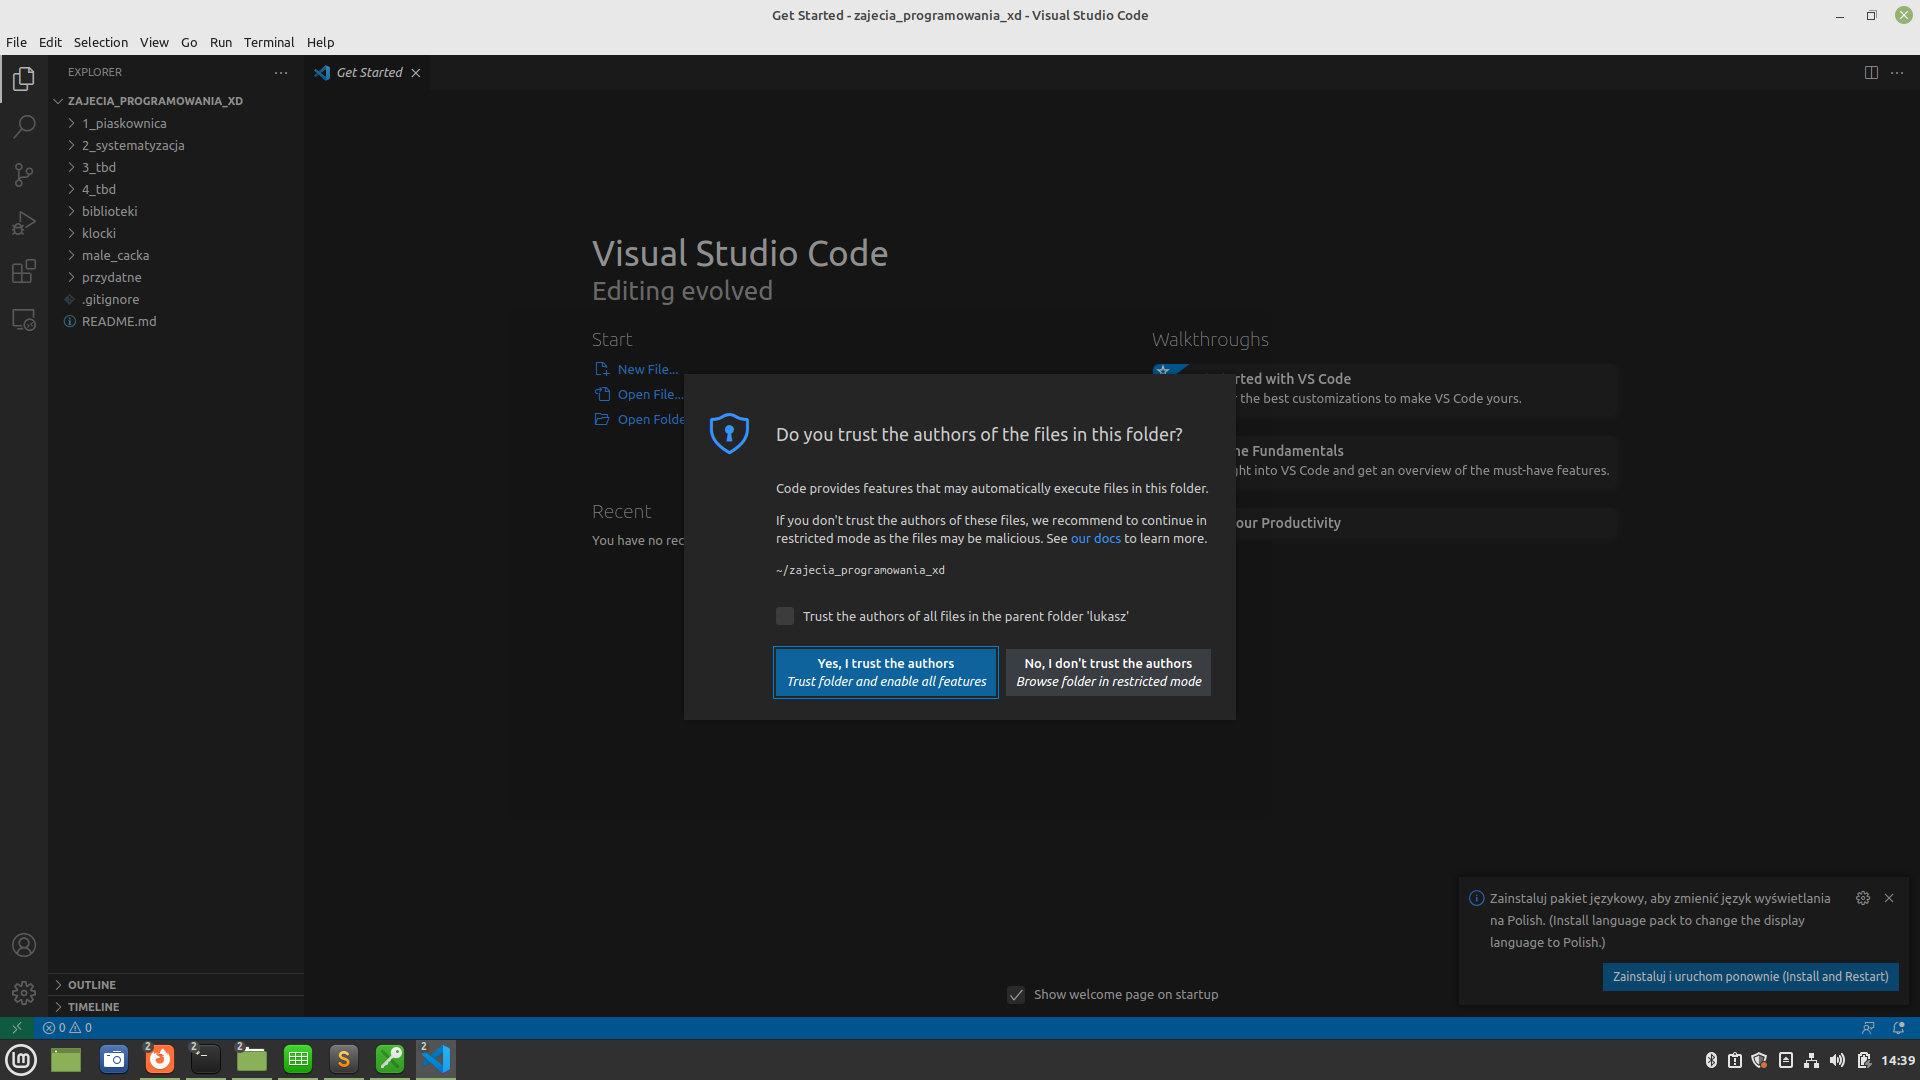 Get Started - zajecia_programowania_xd - Visual Studio Code
File Edit Selection View Go Run Terminal Help
EXPLORER
Get Started
ZAJECIA_PROGRAMOWANIA_XD
1_piaskownica
2_systematyzacja
3_tbd
4_tbd
biblioteki
klocki
male_cacka
przydatne
.gitignore
README.md
OUTLINE
TIMELINE
Visual Studio Code
Editing evolved
Start
New File...
Open File...
Open Folde
Recent
You have no rec
Walkthroughs
rted with VS Code
r the best customizations to make VS Code yours.
ne Fundamentals
ght into VS Code and get an overview of the must-have features.
our Productivity
Do you trust the authors of the files in this folder?
Code provides features that may automatically execute files in this folder.
If you don't trust the authors of these files, we recommend to continue in
restricted mode as the files may be malicious. See our docs to learn more.
~/zajecia_programowania_xd
Trust the authors of all files in the parent folder 'lukasz'
Yes, I trust the authors
Trust folder and enable all features
No, I don't trust the authors
Browse folder in restricted mode
Zainstaluj pakiet językowy, aby zmienić język wyświetlania
na Polish. (Install language pack to change the display
language to Polish.)
Zainstaluj i uruchom ponownie (Install and Restart)
Show welcome page on startup
0 0
2 2 2 S 2
14:39